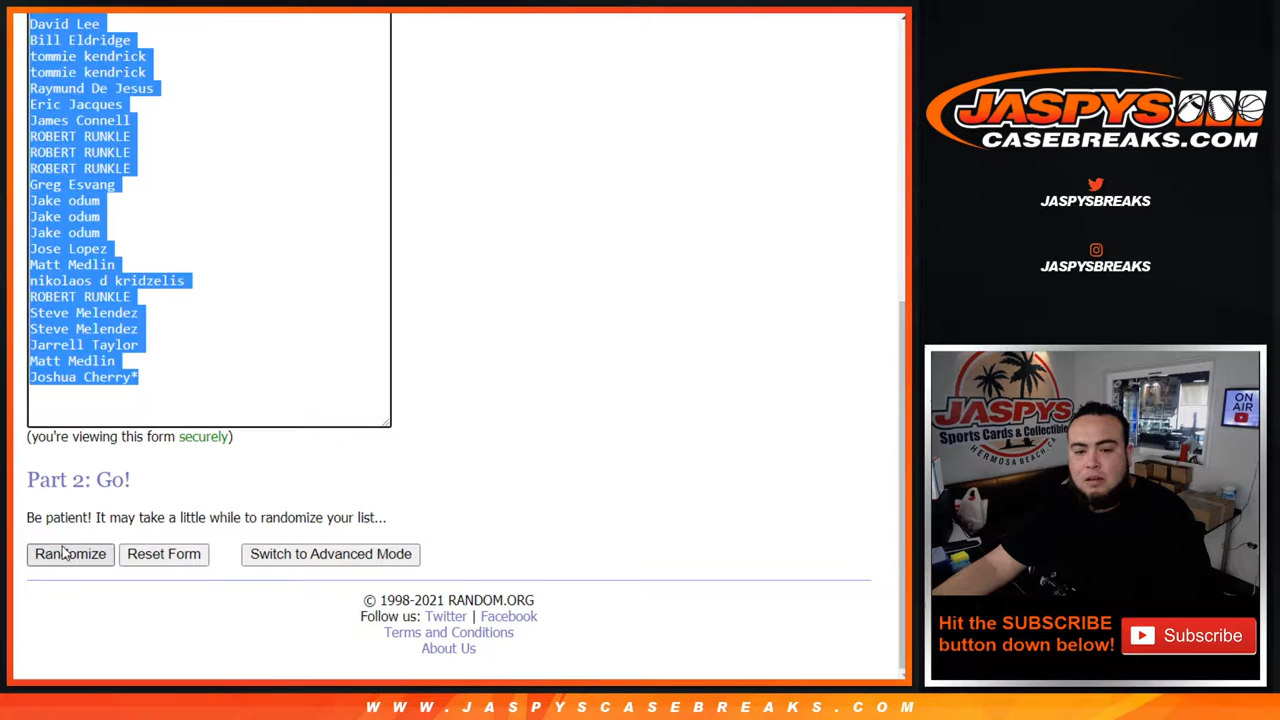 David Lee
Bill Eldridge
tommie kendrick
tommie kendrick
Raymund De Jesus
Eric Jacques
James Connell
ROBERT RUNKLE
ROBERT RUNKLE
ROBERT RUNKLE
Greg Esvang
Jake odum
Jake odum
Jake odum
Jose Lopez
Matt Medlin
nikolaos d kridzelis
ROBERT RUNKLE
Steve Melendez
Steve Melendez
Jarrell Taylor
Matt Medlin
Joshua Cherry*
(you're viewing this form securely)
Part 2: Go!
Be patient! It may take a little while to randomize your list...
Randomize Reset Form Switch to Advanced Mode
© 1998-2021 RANDOM.ORG
Follow us: Twitter | Facebook
Terms and Conditions
About Us
JASPYS
CASEBREAKS.COM
JASPYSBREAKS
JASPYSBREAKS
JASPYS
Sports Cards & Collectibles
HERMOSA BEACH, CA
ON
AIR
Hit the SUBSCRIBE
button down below!
Subscribe
WWW.JASPYSCASEBREAKS.COM